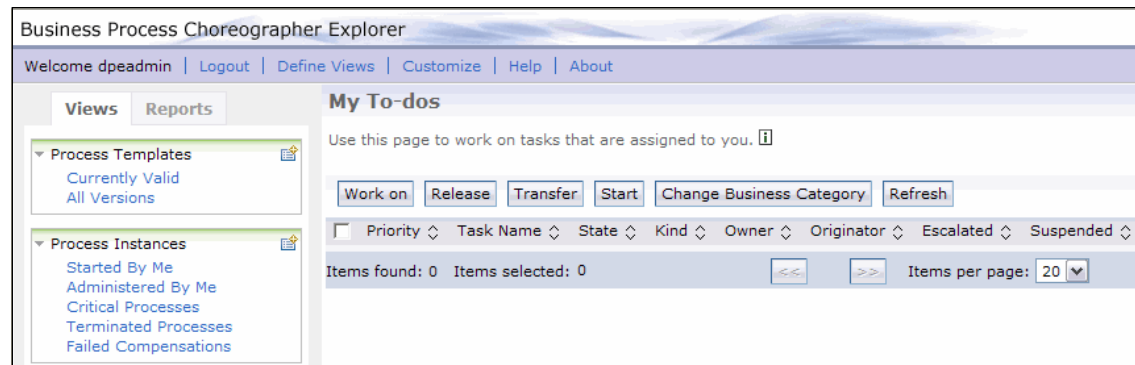 Business Process Choreographer Explorer
Welcome dpeadmin | Logout | Define Views | Customize | Help | About
Views Reports
Process Templates
Currently Valid
All Versions
Process Instances
Started By Me
Administered By Me
Critical Processes
Terminated Processes
Failed Compensations
My To-dos
Use this page to work on tasks that are assigned to you. i
Work on Release Transfer Start Change Business Category Refresh
Priority Task Name State Kind Owner Originator Escalated Suspended
Items found: 0 Items selected: 0 << >> Items per page: 20